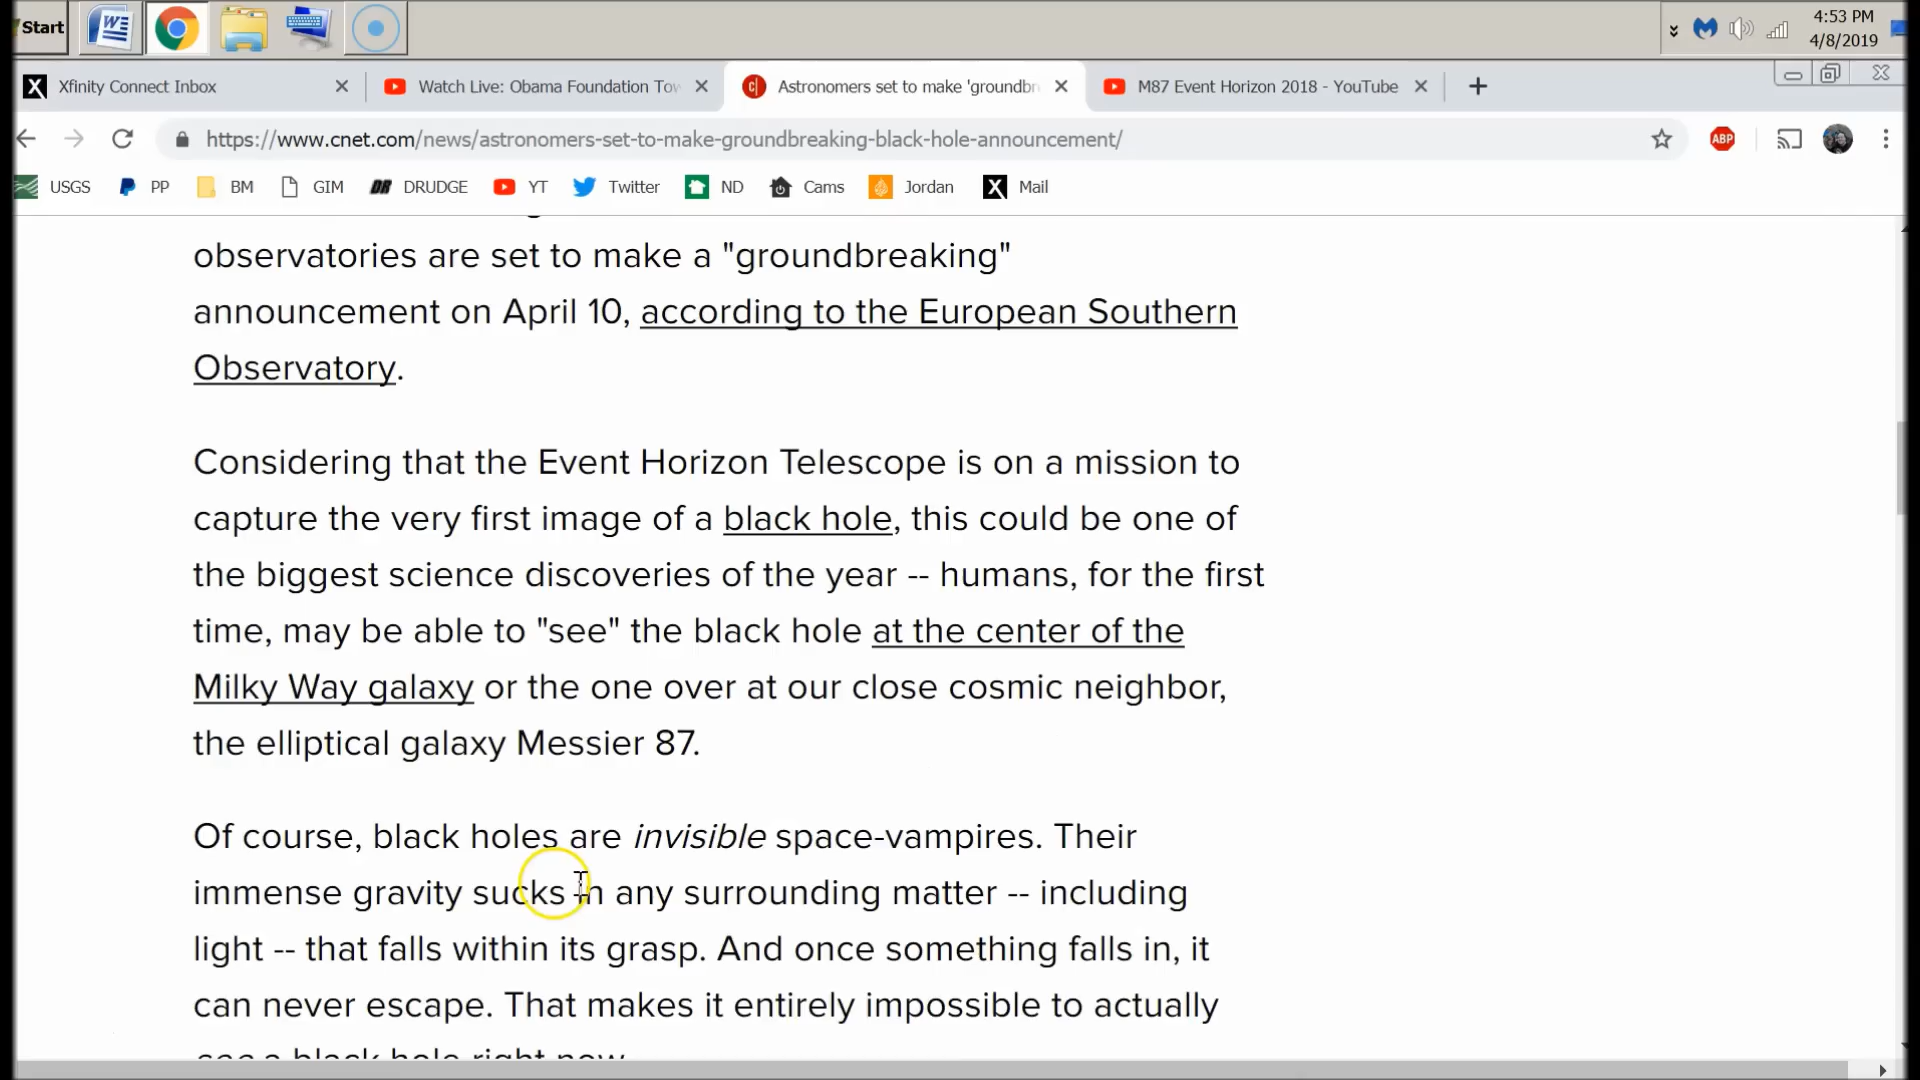 Start
4:53 PM
4/8/2019
Xfinity Connect Inbox
Watch Live: Obama Foundation Tow
Astronomers set to make 'groundbr
M87 Event Horizon 2018 - YouTube
https://www.cnet.com/news/astronomers-set-to-make-groundbreaking-black-hole-announcement/
ABP
USGS PP BM GIM DRUDGE YT Twitter ND Cams Jordan Mail
observatories are set to make a "groundbreaking"
announcement on April 10, according to the European Southern
Observatory.
Considering that the Event Horizon Telescope is on a mission to
capture the very first image of a black hole, this could be one of
the biggest science discoveries of the year -- humans, for the first
time, may be able to "see" the black hole at the center of the
Milky Way galaxy or the one over at our close cosmic neighbor,
the elliptical galaxy Messier 87.
Of course, black holes are invisible space-vampires. Their
immense gravity sucks in any surrounding matter -- including
light -- that falls within its grasp. And once something falls in, it
can never escape. That makes it entirely impossible to actually
see a black hole right now